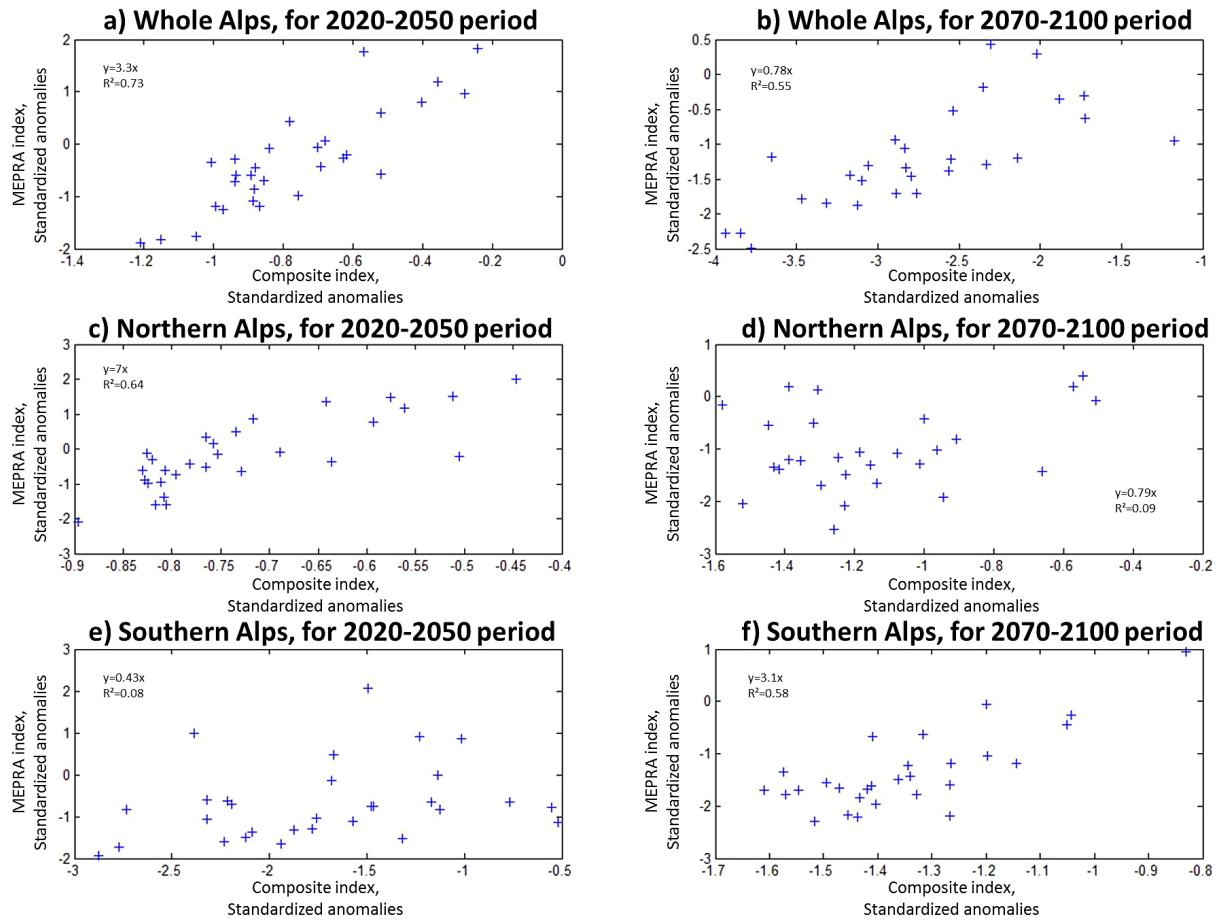 a) Whole Alps, for 2020-2050 period
y=3.3x
R²=0.73
MEPRA index,
Standardized anomalies
2
1
0
-1
-2
-1.4 -1.2 -1 -0.8 -0.6 -0.4 -0.2 0
Composite index,
Standardized anomalies
b) Whole Alps, for 2070-2100 period
y=0.78x
R²=0.55
MEPRA index,
Standardized anomalies
0.5
0
-0.5
-1
-1.5
-2
-2.5
-4 -3.5 -3 -2.5 -2 -1.5 -1
Composite index,
Standardized anomalies
c) Northern Alps, for 2020-2050 period
y=7x
R²=0.64
MEPRA index,
Standardized anomalies
3
2
1
0
-1
-2
-3
-0.9 -0.85 -0.8 -0.75 -0.7 -0.65 -0.6 -0.55 -0.5 -0.45 -0.4
Composite index,
Standardized anomalies
d) Northern Alps, for 2070-2100 period
y=0.79x
R²=0.09
MEPRA index,
Standardized anomalies
1
0
-1
-2
-3
-1.6 -1.4 -1.2 -1 -0.8 -0.6 -0.4 -0.2
Composite index,
Standardized anomalies
e) Southern Alps, for 2020-2050 period
y=0.43x
R²=0.08
MEPRA index,
Standardized anomalies
3
2
1
0
-1
-2
-3 -2.5 -2 -1.5 -1 -0.5
Composite index,
Standardized anomalies
f) Southern Alps, for 2070-2100 period
y=3.1x
R²=0.58
MEPRA index,
Standardized anomalies
1
0
-1
-2
-3
-1.7 -1.6 -1.5 -1.4 -1.3 -1.2 -1.1 -1 -0.9 -0.8
Composite index,
Standardized anomalies